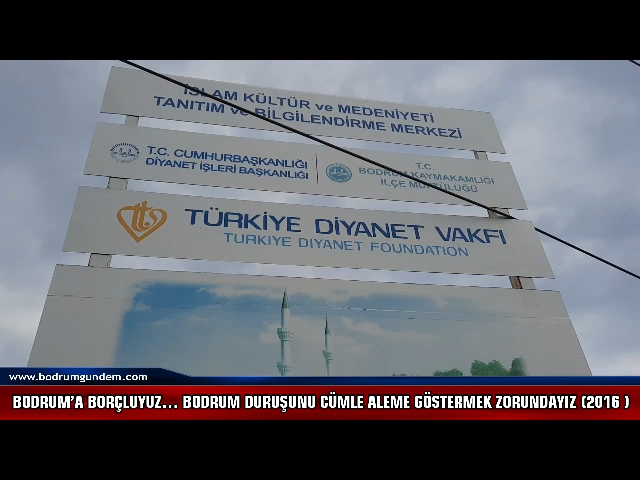 İSLAM KÜLTÜR ve MEDENİYETİ
TANITIM ve BİLGİLENDİRME MERKEZİ
T.C. CUMHURBAŞKANLIĞI
DİYANET İŞLERİ BAŞKANLIĞI
T.C.
BODRUM KAYMAKAMLIĞI
İLÇE MÜFTÜLÜĞÜ
TÜRKİYE DİYANET VAKFI
TURKIYE DIYANET FOUNDATION
www.bodrumgundem.com
BODRUM'A BORÇLUYUZ... BODRUM DURUŞUNU CÜMLE ALEME GÖSTERMEK ZORUNDAYIZ (2016 )